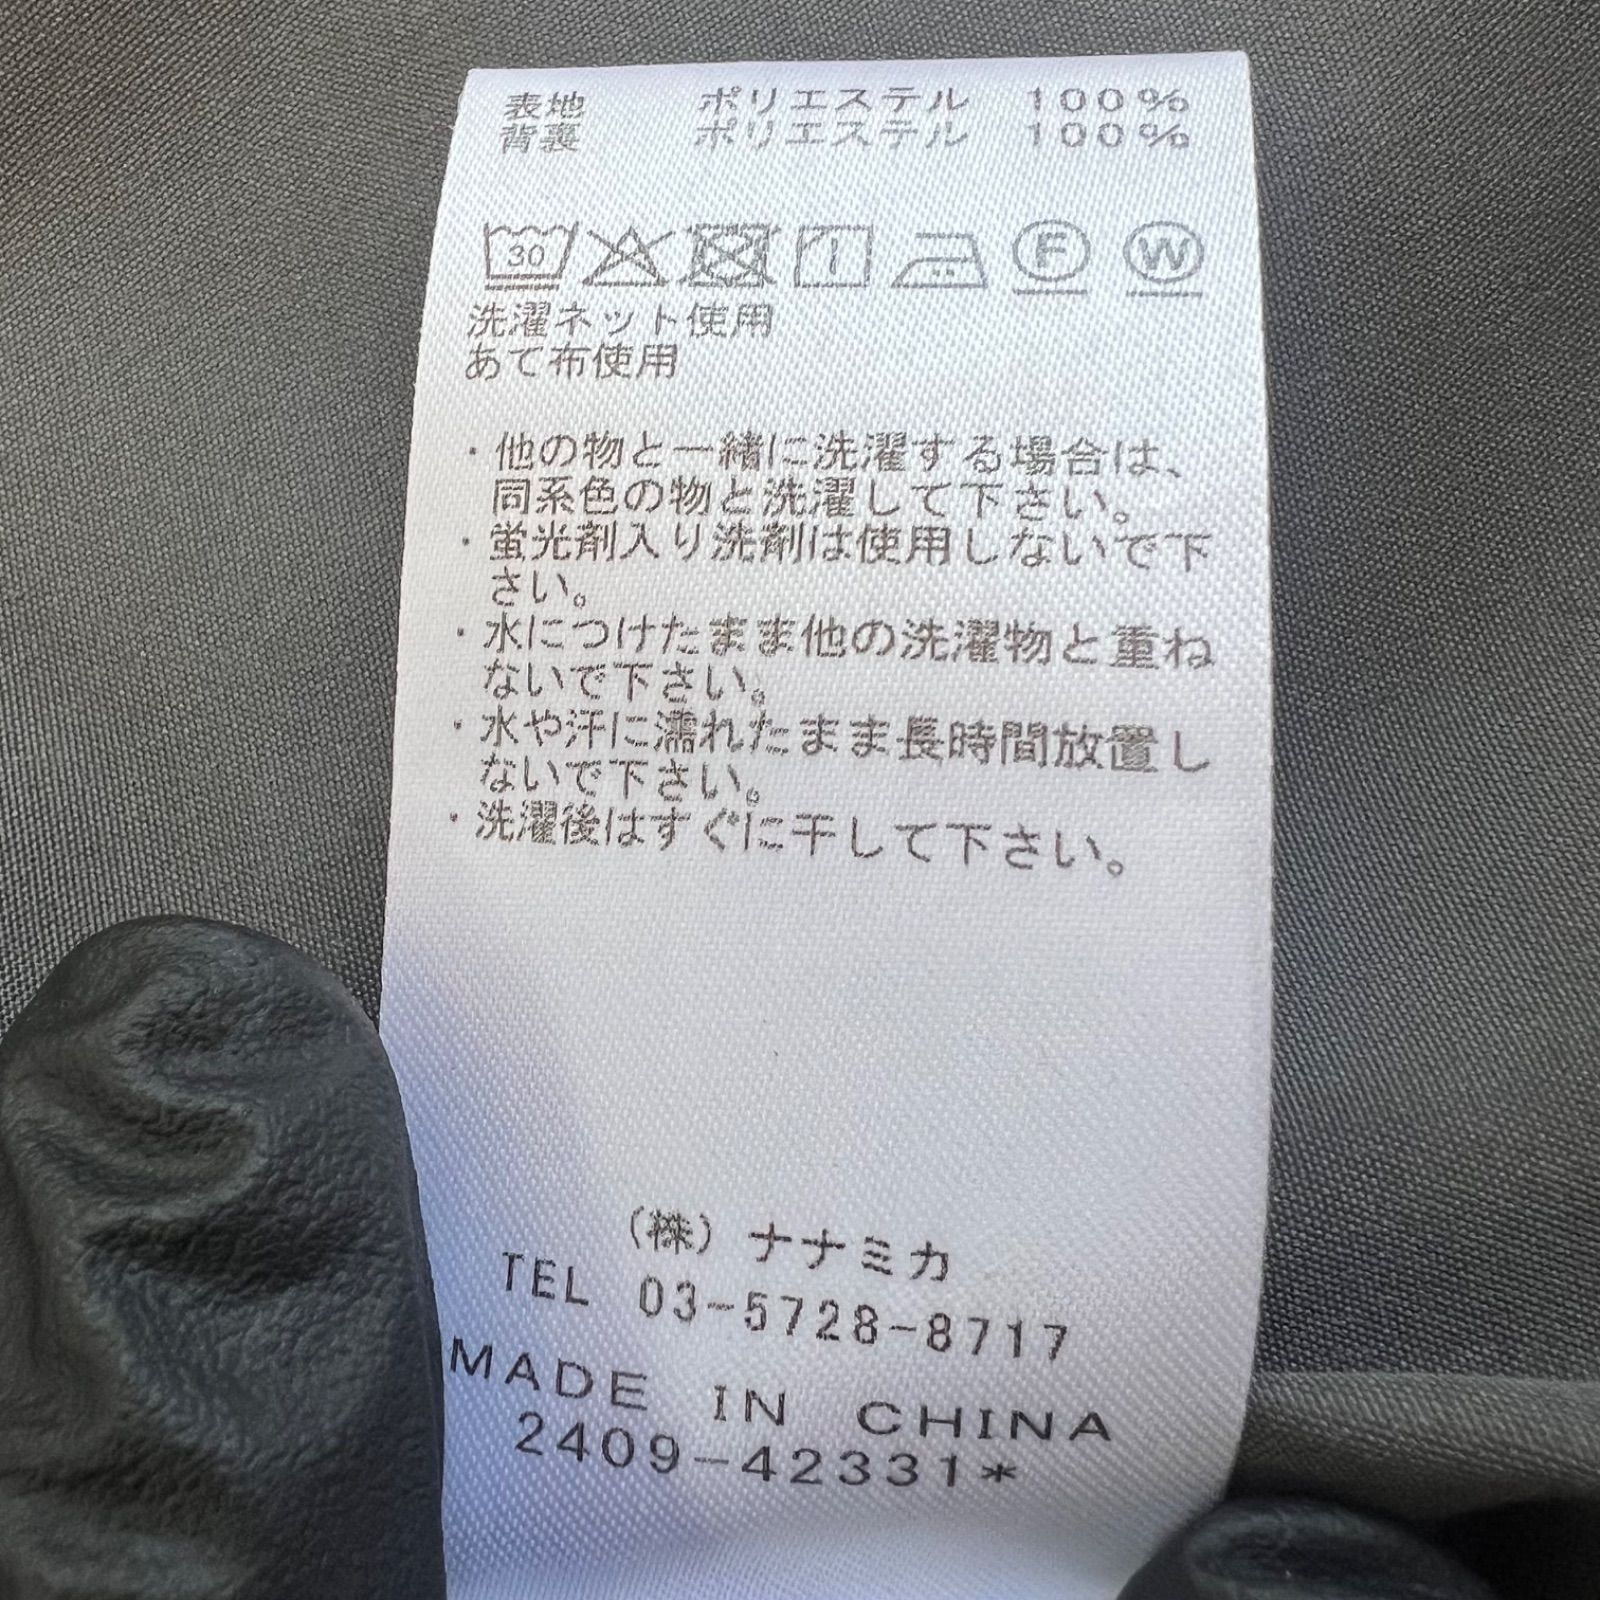 表地 ポリエステル 100%
背裏 ポリエステル 100%
30 F W
洗濯ネット使用
あて布使用
・他の物と一緒に洗濯する場合は、
同系色の物と洗濯して下さい。
・蛍光剤入り洗剤は使用しないで下
さい。
・水につけたまま他の洗濯物と重ね
ないで下さい。
・水や汗に濡れたまま長時間放置し
ないで下さい。
・洗濯後はすぐに干して下さい。
(株) ナナミカ
TEL 03-5728-8717
MADE IN CHINA
2409-42331*